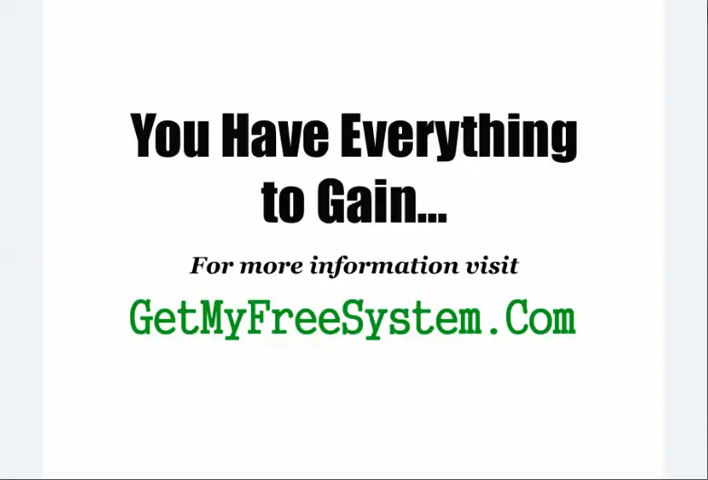 You Have Everything
to Gain...
For more information visit
GetMyFreeSystem.Com